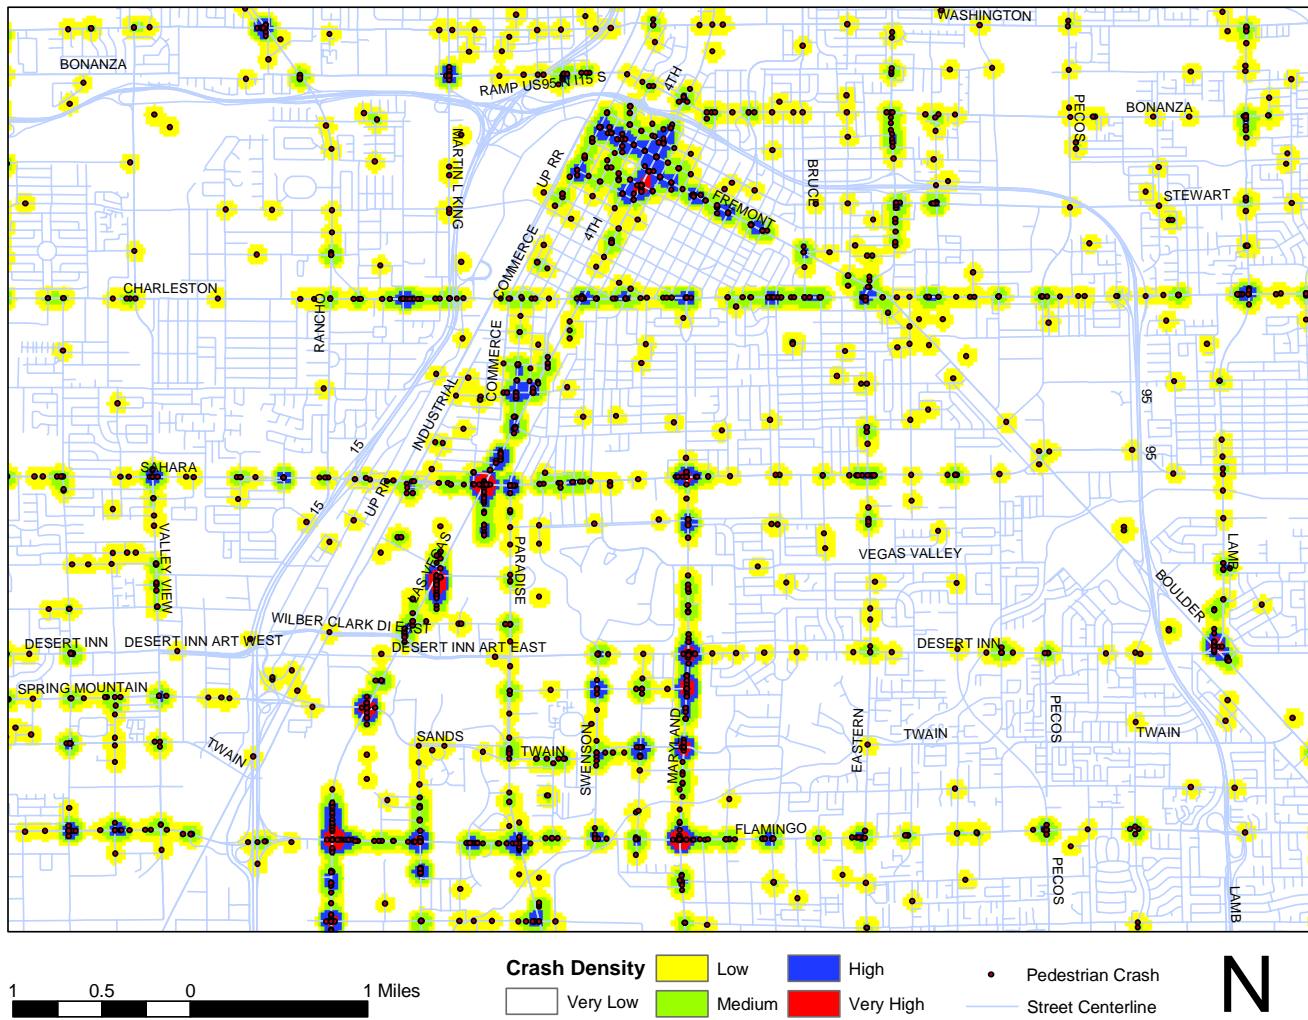 WASHINGTON
BONANZA
4TH
RAMP US95 N I15 S
PECOS
BONANZA
MARTIN L KING
UP RR
BRUCE
STEWART
FREMONT
4TH
COMMERCE
CHARLESTON
RANCHO
COMMERCE
INDUSTRIAL
95
15
95
SAHARA
UP RR
15
VALLEY VIEW
LAS VEGAS
PARADISE
VEGAS VALLEY
LAMB
BOULDER
WILBER CLARK DI EAST
DESERT INN
DESERT INN ART WEST
DESERT INN ART EAST
DESERT INN
SPRING MOUNTAIN
PECOS
TWAIN
SANDS
TWAIN
SWENSON
MARYLAND
EASTERN
TWAIN
TWAIN
FLAMINGO
PECOS
LAMB
1 0.5 0 1 Miles
Crash Density
Very Low
Low
Medium
High
Very High
Pedestrian Crash
Street Centerline
N